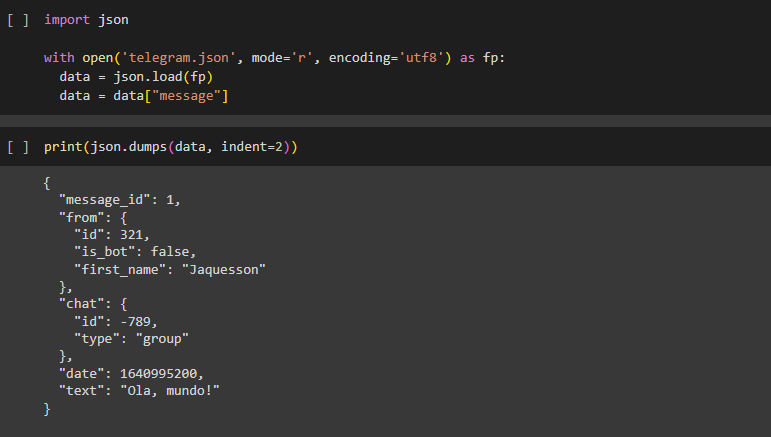 [ ] import json
with open('telegram.json', mode='r', encoding='utf8') as fp:
  data = json.load(fp)
  data = data["message"]
[ ] print(json.dumps(data, indent=2))
{
  "message_id": 1,
  "from": {
    "id": 321,
    "is_bot": false,
    "first_name": "Jaquesson"
  },
  "chat": {
    "id": -789,
    "type": "group"
  },
  "date": 1640995200,
  "text": "Ola, mundo!"
}